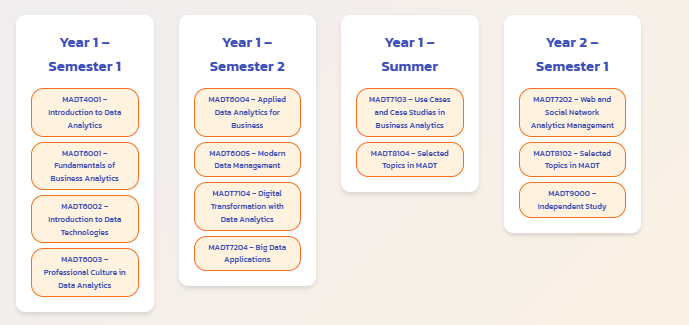 Year 1 –
Semester 1
MADT4001 –
Introduction to Data
Analytics
MADT6001 –
Fundamentals of
Business Analytics
MADT6002 –
Introduction to Data
Technologies
MADT6003 –
Professional Culture in
Data Analytics
Year 1 –
Semester 2
MADT6004 – Applied
Data Analytics for
Business
MADT6005 – Modern
Data Management
MADT7104 – Digital
Transformation with
Data Analytics
MADT7204 – Big Data
Applications
Year 1 –
Summer
MADT7103 – Use Cases
and Case Studies in
Business Analytics
MADT8104 – Selected
Topics in MADT
Year 2 –
Semester 1
MADT7202 – Web and
Social Network
Analytics Management
MADT8102 – Selected
Topics in MADT
MADT9000 –
Independent Study